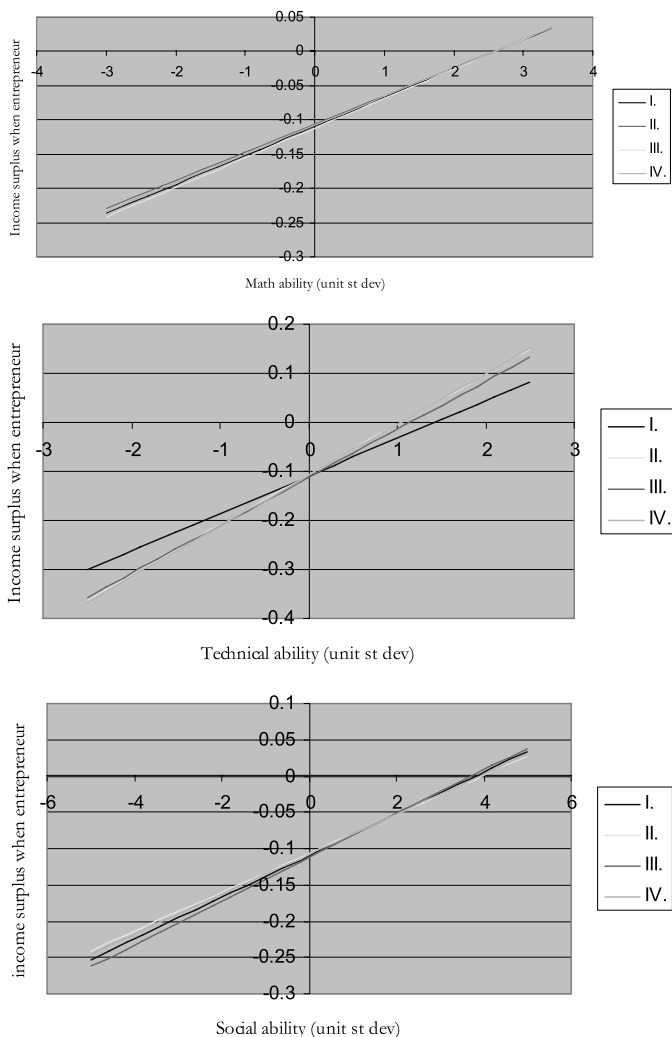 Income surplus when entrepreneur
0.05
0
-4 -3 -2 -1 0 1 2 3 4
-0.05
-0.1
-0.15
-0.2
-0.25
-0.3
Math ability (unit st dev)
I.
II.
III.
IV.
Income surplus when entrepreneur
0.2
0.1
0
-3 -2 -1 0 1 2 3
-0.1
-0.2
-0.3
-0.4
Technical ability (unit st dev)
I.
II.
III.
IV.
income surplus when entrepreneur
0.1
0.05
0
-6 -4 -2 0 2 4 6
-0.05
-0.1
-0.15
-0.2
-0.25
-0.3
Social ability (unit st dev)
I.
II.
III.
IV.